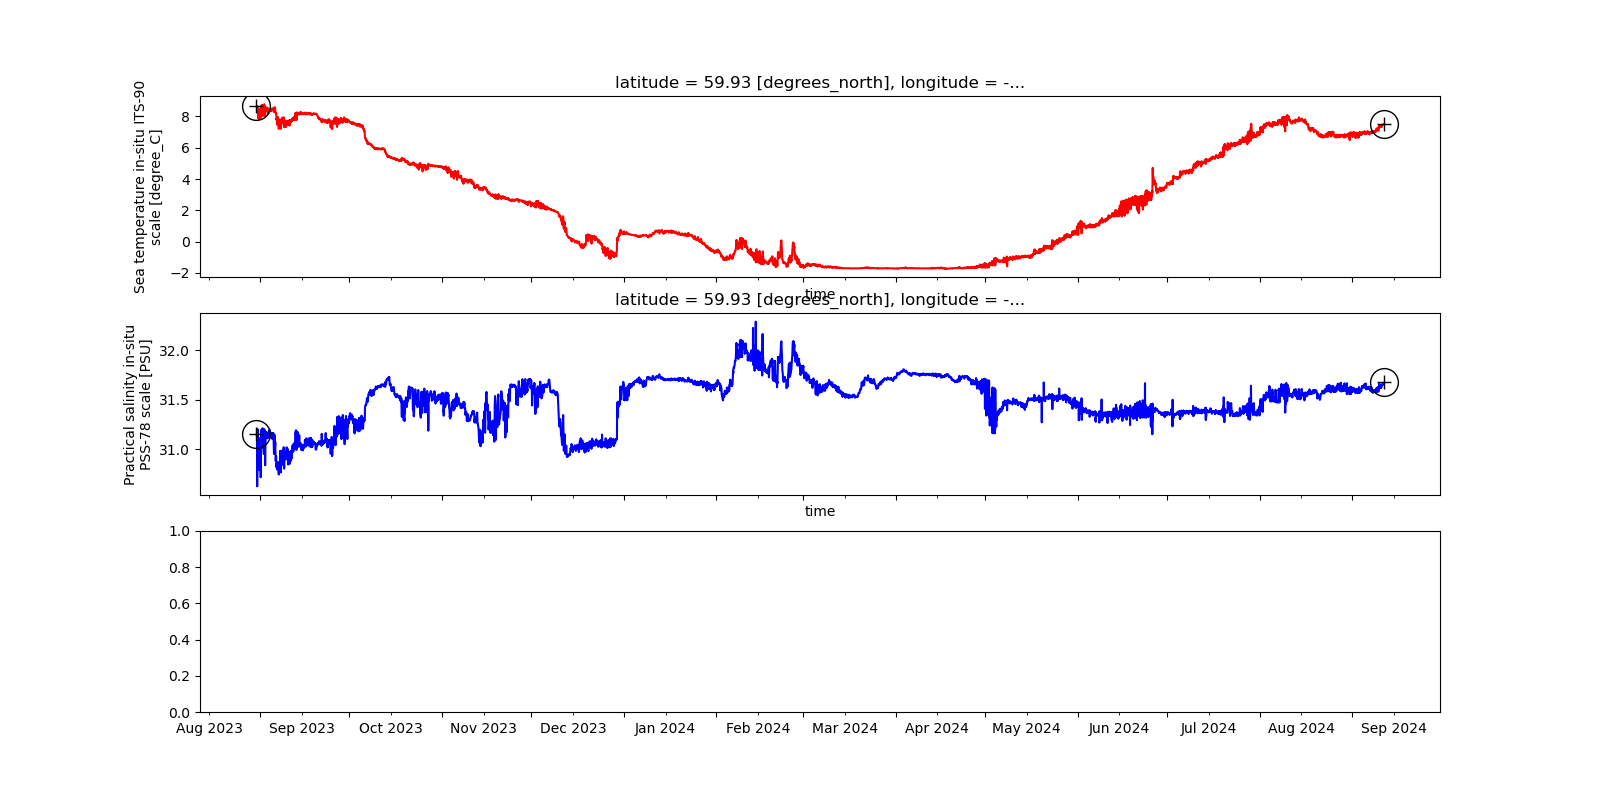 latitude = 59.93 [degrees_north], longitude = -...
Sea temperature in-situ ITS-90
scale [degree_C]
8
6
4
2
0
−2
time
latitude = 59.93 [degrees_north], longitude = -...
Practical salinity in-situ
PSS-78 scale [PSU]
32.0
31.5
31.0
time
1.0
0.8
0.6
0.4
0.2
0.0
Aug 2023 Sep 2023 Oct 2023 Nov 2023 Dec 2023 Jan 2024 Feb 2024 Mar 2024 Apr 2024 May 2024 Jun 2024 Jul 2024 Aug 2024 Sep 2024